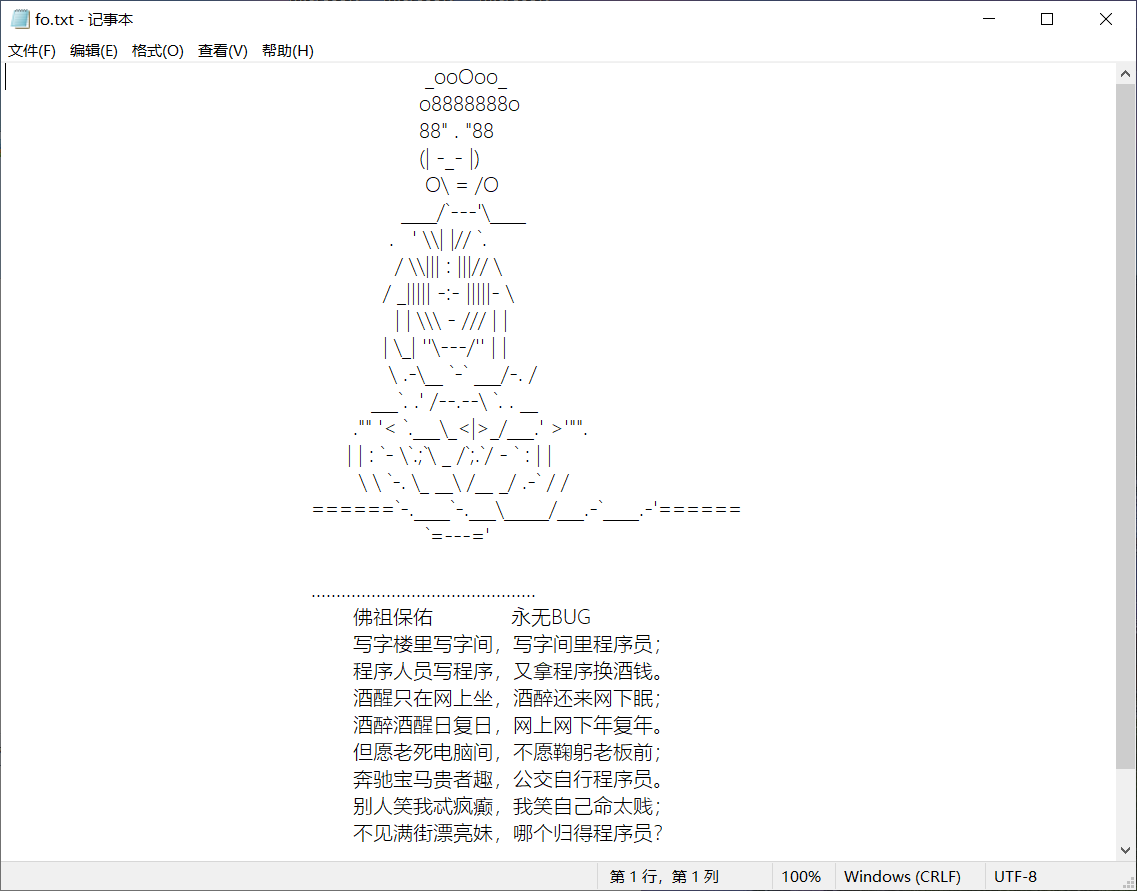 fo.txt - 记事本
文件(F) 编辑(E) 格式(O) 查看(V) 帮助(H)
_ooOoo_
o8888888o
88" . "88
(| -_- |)
O\ = /O
____/`---'\____
.   ' \\| |// `.
/ \\||| : |||// \
/ _||||| -:- |||||- \
| | \\\ - /// | |
| \_| ''\---/'' | |
\ .-\__ `-` ___/-. /
___`. .' /--.--\ `. . __
."" '< `.___\_<|>_/___.' >'"".
| | : `- \`.;`\ _ /`;.`/ - ` : | |
\ \ `-. \_ __\ /__ _/ .-` / /
======`-.____`-.___\_____/___.-`____.-'======
`=---='
.............................................
佛祖保佑 永无BUG
写字楼里写字间，写字间里程序员；
程序人员写程序，又拿程序换酒钱。
酒醒只在网上坐，酒醉还来网下眠；
酒醉酒醒日复日，网上网下年复年。
但愿老死电脑间，不愿鞠躬老板前；
奔驰宝马贵者趣，公交自行程序员。
别人笑我忒疯癫，我笑自己命太贱；
不见满街漂亮妹，哪个归得程序员？
第 1 行，第 1 列 100% Windows (CRLF) UTF-8